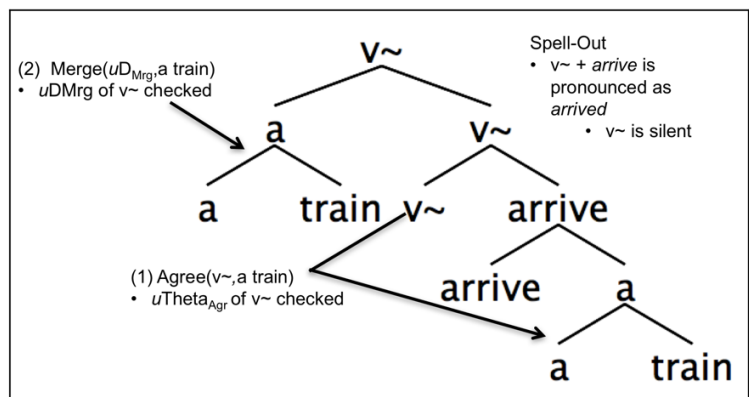 v~
(2) Merge(uD_Mrg,a train)
• uDMrg of v~ checked
Spell-Out
• v~ + arrive is
pronounced as
arrived
• v~ is silent
a v~
a train v~ arrive
(1) Agree(v~,a train)
• uTheta_Agr of v~ checked
arrive a
a train